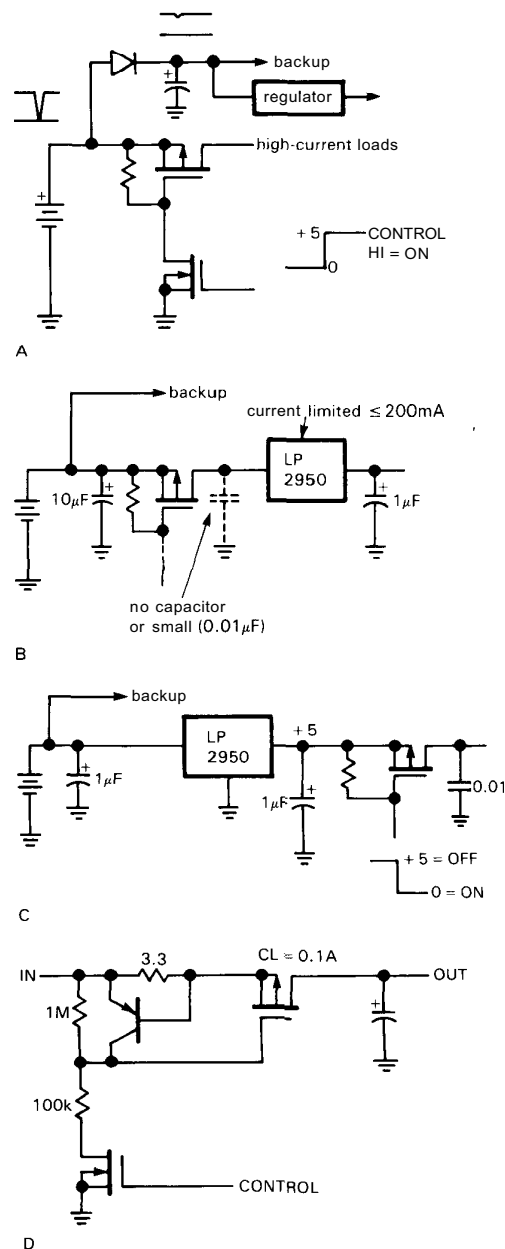 +
backup
regulator
high-current loads
+
+ 5
CONTROL
0
HI = ON
A
backup
current limited ≤ 200mA
LP
2950
10μF
+
+
1μF
no capacitor
or small (0.01μF)
B
backup
LP
2950
+ 5
+
1μF
1μF
+
0.01
+ 5 = OFF
0 = ON
C
3.3
CL = 0.1A
IN
OUT
1M
+
100k
CONTROL
D